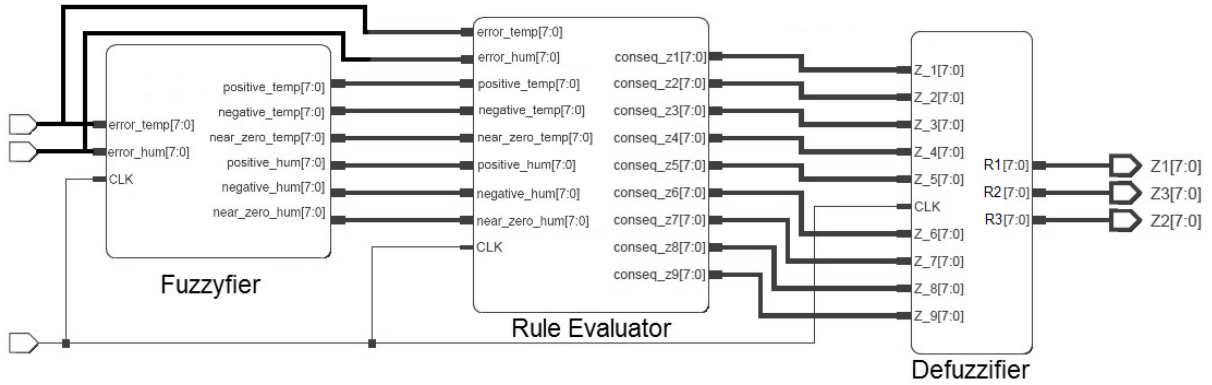 error_temp[7:0]
error_hum[7:0]
CLK
positive_temp[7:0]
negative_temp[7:0]
near_zero_temp[7:0]
positive_hum[7:0]
negative_hum[7:0]
near_zero_hum[7:0]
Fuzzyfier
error_temp[7:0]
error_hum[7:0]
positive_temp[7:0]
negative_temp[7:0]
near_zero_temp[7:0]
positive_hum[7:0]
negative_hum[7:0]
near_zero_hum[7:0]
CLK
conseq_z1[7:0]
conseq_z2[7:0]
conseq_z3[7:0]
conseq_z4[7:0]
conseq_z5[7:0]
conseq_z6[7:0]
conseq_z7[7:0]
conseq_z8[7:0]
conseq_z9[7:0]
Rule Evaluator
Z_1[7:0]
Z_2[7:0]
Z_3[7:0]
Z_4[7:0]
Z_5[7:0]
CLK
Z_6[7:0]
Z_7[7:0]
Z_8[7:0]
Z_9[7:0]
R1[7:0]
R2[7:0]
R3[7:0]
Defuzzifier
Z1[7:0]
Z3[7:0]
Z2[7:0]